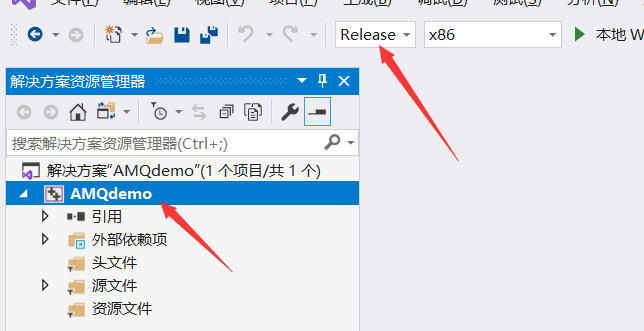 Release
x86
本地 W
解决方案资源管理器
搜索解决方案资源管理器(Ctrl+;)
解决方案"AMQdemo"(1 个项目/共 1 个)
AMQdemo
引用
外部依赖项
头文件
源文件
资源文件